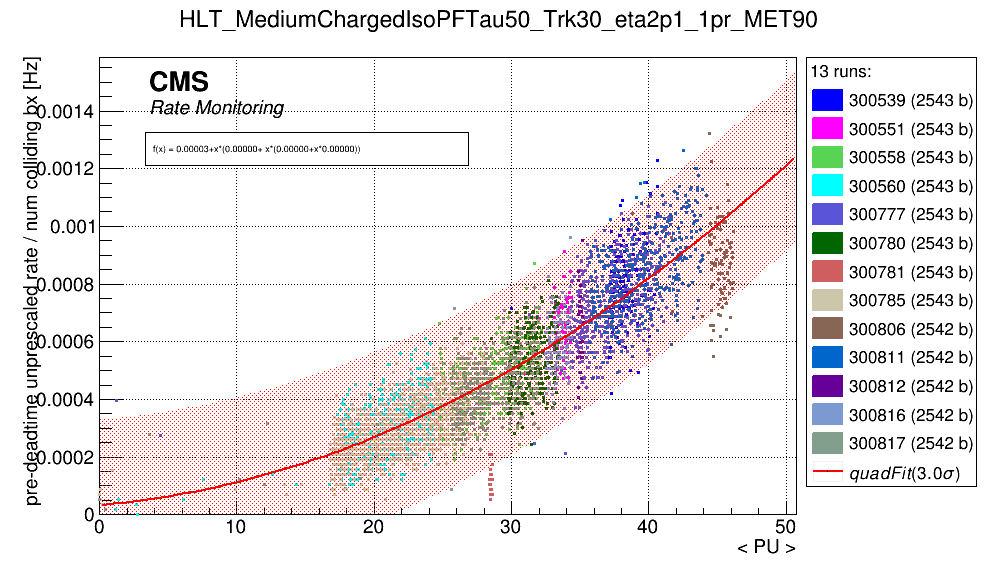 HLT_MediumChargedIsoPFTau50_Trk30_eta2p1_1pr_MET90
CMS
Rate Monitoring
f(x) = 0.00003+x*(0.00000+ x*(0.00000+x*0.00000))
pre-deadtime unprescaled rate / num colliding bx [Hz]
0.0014
0.0012
0.001
0.0008
0.0006
0.0004
0.0002
0
0 10 20 30 40 50
< PU >
13 runs:
300539 (2543 b)
300551 (2543 b)
300558 (2543 b)
300560 (2543 b)
300777 (2543 b)
300780 (2543 b)
300781 (2543 b)
300785 (2543 b)
300806 (2542 b)
300811 (2542 b)
300812 (2542 b)
300816 (2542 b)
300817 (2542 b)
quadFit(3.0σ)